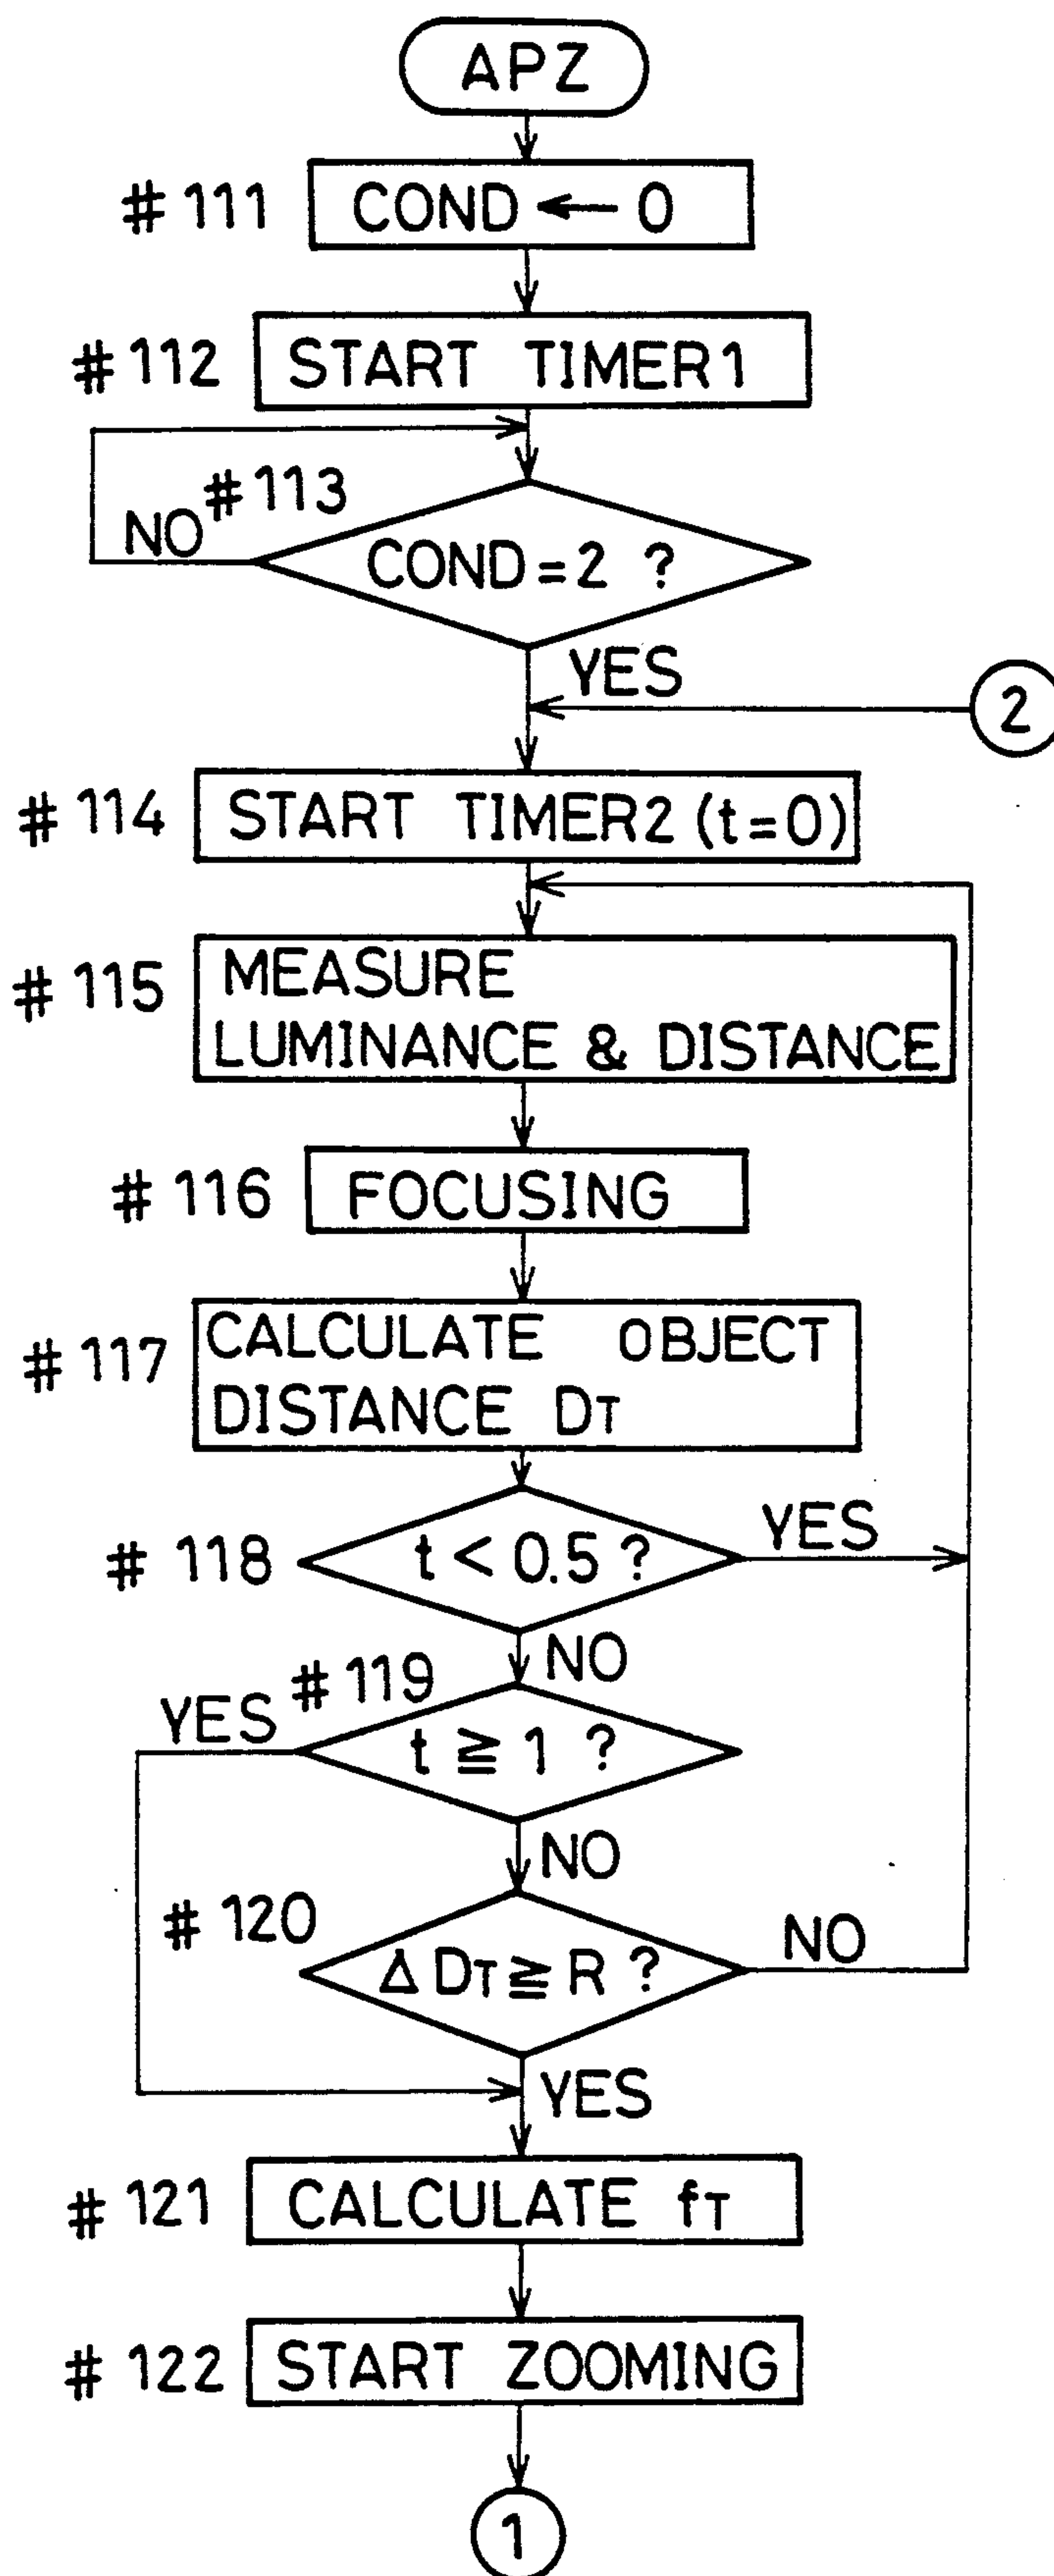 APZ
#111
COND ← 0
#112
START TIMER1
#113
NO
COND=2 ?
YES
2
#114
START TIMER2 (t=0)
#115
MEASURE
LUMINANCE & DISTANCE
#116
FOCUSING
#117
CALCULATE OBJECT
DISTANCE DT
#118
t < 0.5 ?
YES
NO
#119
YES
t ≧ 1 ?
NO
#120
Δ DT ≧ R ?
NO
YES
#121
CALCULATE fT
#122
START ZOOMING
1